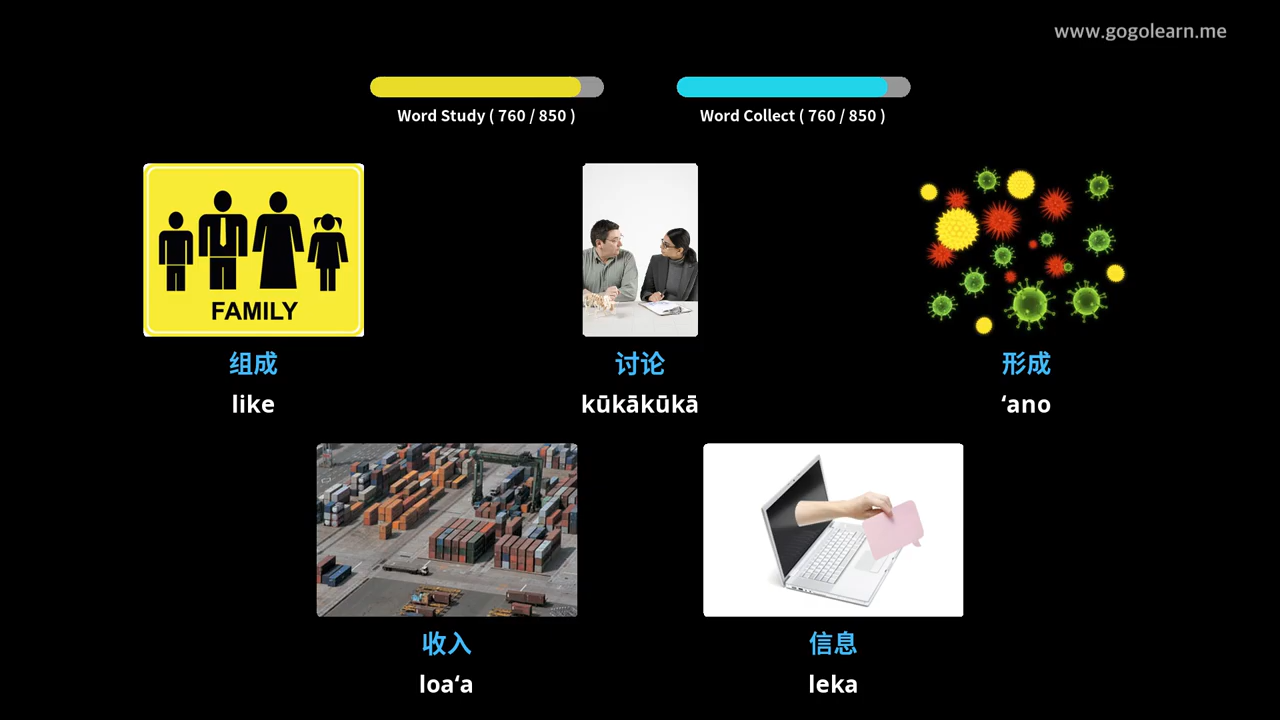 www.gogolearn.me
Word Study ( 760 / 850 )
Word Collect ( 760 / 850 )
FAMILY
组成
讨论
形成
like
kūkākūkā
ʻano
收入
信息
loaʻa
leka